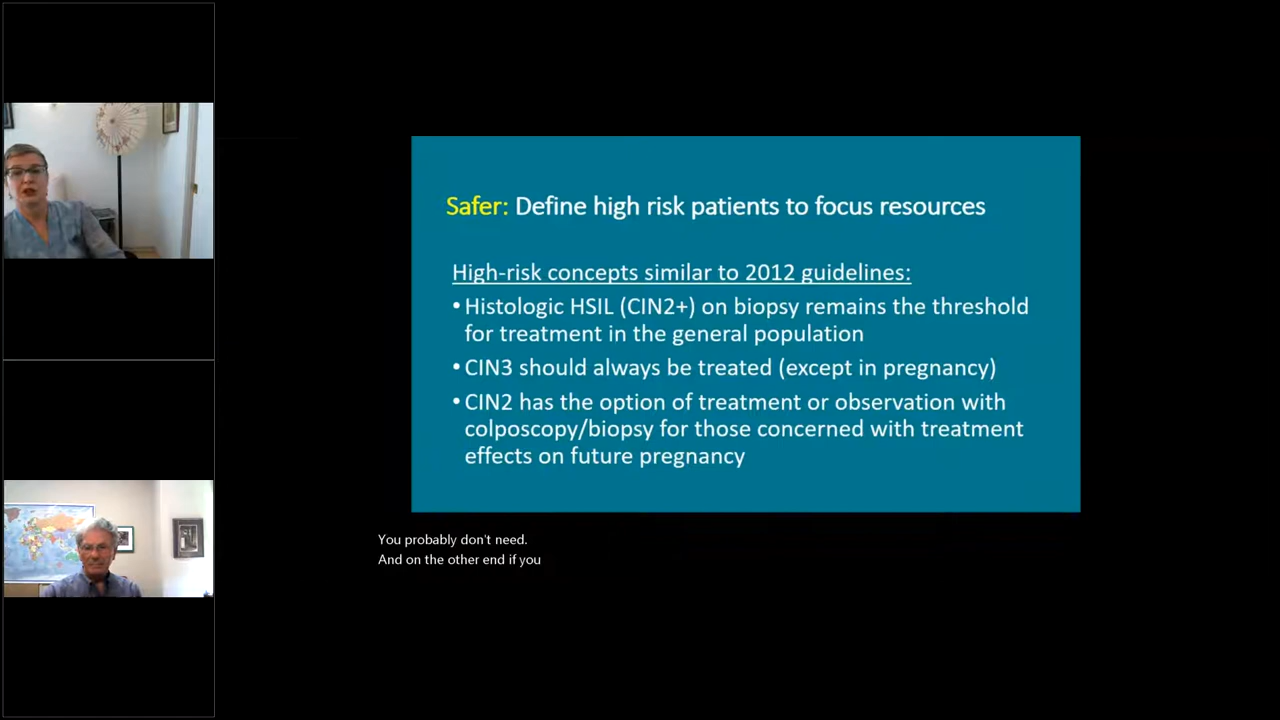 Safer: Define high risk patients to focus resources
High-risk concepts similar to 2012 guidelines:
•Histologic HSIL (CIN2+) on biopsy remains the threshold
for treatment in the general population
•CIN3 should always be treated (except in pregnancy)
•CIN2 has the option of treatment or observation with
colposcopy/biopsy for those concerned with treatment
effects on future pregnancy
You probably don't need.
And on the other end if you